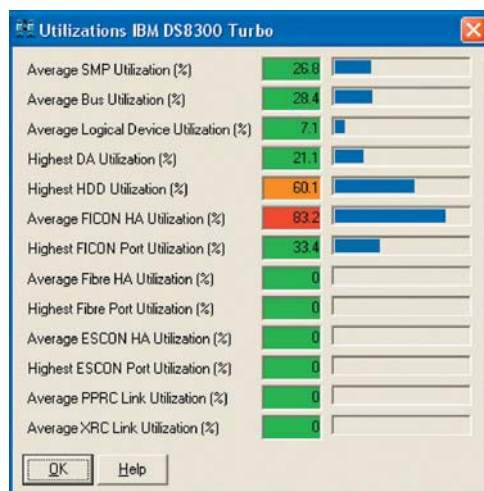 Utilizations IBM DS8300 Turbo
Average SMP Utilization (%) 26.8
Average Bus Utilization (%) 28.4
Average Logical Device Utilization (%) 7.1
Highest DA Utilization (%) 21.1
Highest HDD Utilization (%) 60.1
Average FICON HA Utilization (%) 83.2
Highest FICON Port Utilization (%) 33.4
Average Fibre HA Utilization (%) 0
Highest Fibre Port Utilization (%) 0
Average ESCON HA Utilization (%) 0
Highest ESCON Port Utilization (%) 0
Average PPRC Link Utilization (%) 0
Average XRC Link Utilization (%) 0
OK Help